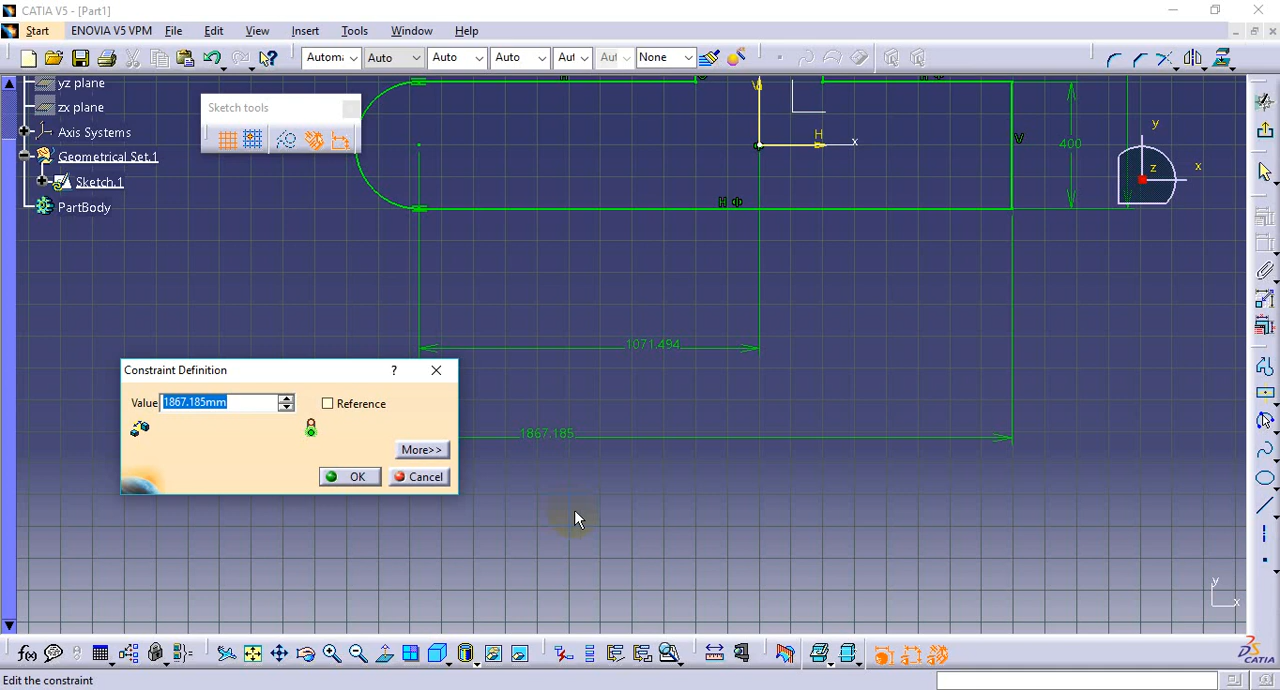 CATIA V5 - [Part1]
Start ENOVIA V5 VPM File Edit View Insert Tools Window Help
Automa Auto Auto Auto Aut Aut None
yz plane
zx plane
Axis Systems
Geometrical Set.1
Sketch.1
PartBody
Sketch tools
H
x
V
400
y
x
z
H
1071.494
1867.185
Constraint Definition
?
Value 1867.185mm
Reference
More>>
OK Cancel
y
x
f(x)
CATIA
Edit the constraint